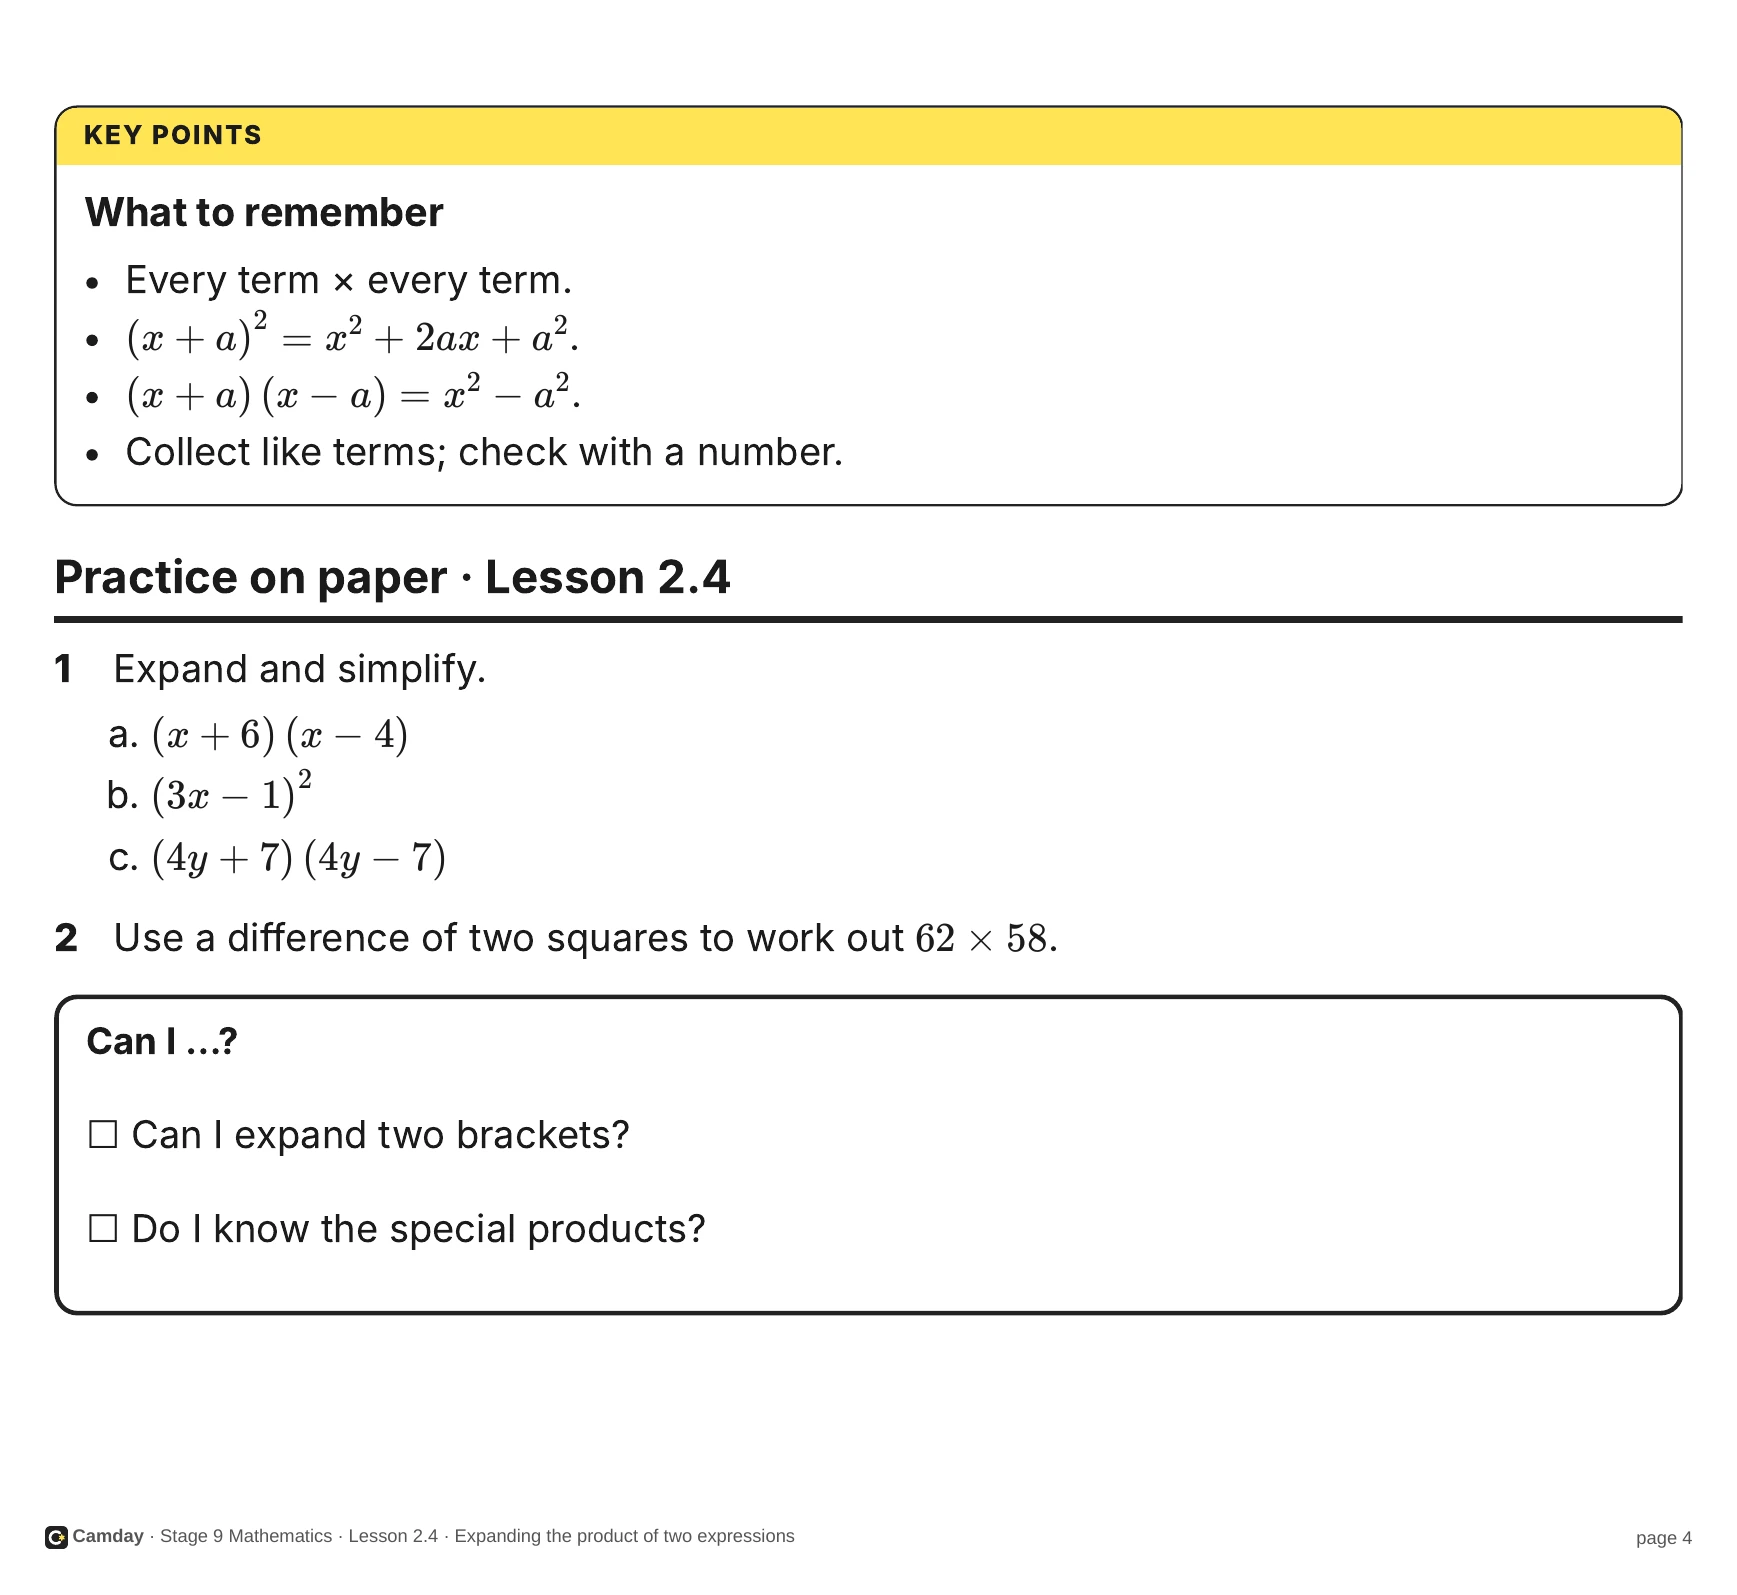 KEY POINTS
What to remember
• Every term × every term.
• (x + a)² = x² + 2ax + a².
• (x + a) (x − a) = x² − a².
• Collect like terms; check with a number.
Practice on paper · Lesson 2.4
1 Expand and simplify.
a. (x + 6) (x − 4)
b. (3x − 1)²
c. (4y + 7) (4y − 7)
2 Use a difference of two squares to work out 62 × 58.
Can I …?
☐ Can I expand two brackets?
☐ Do I know the special products?
Camday · Stage 9 Mathematics · Lesson 2.4 · Expanding the product of two expressions page 4